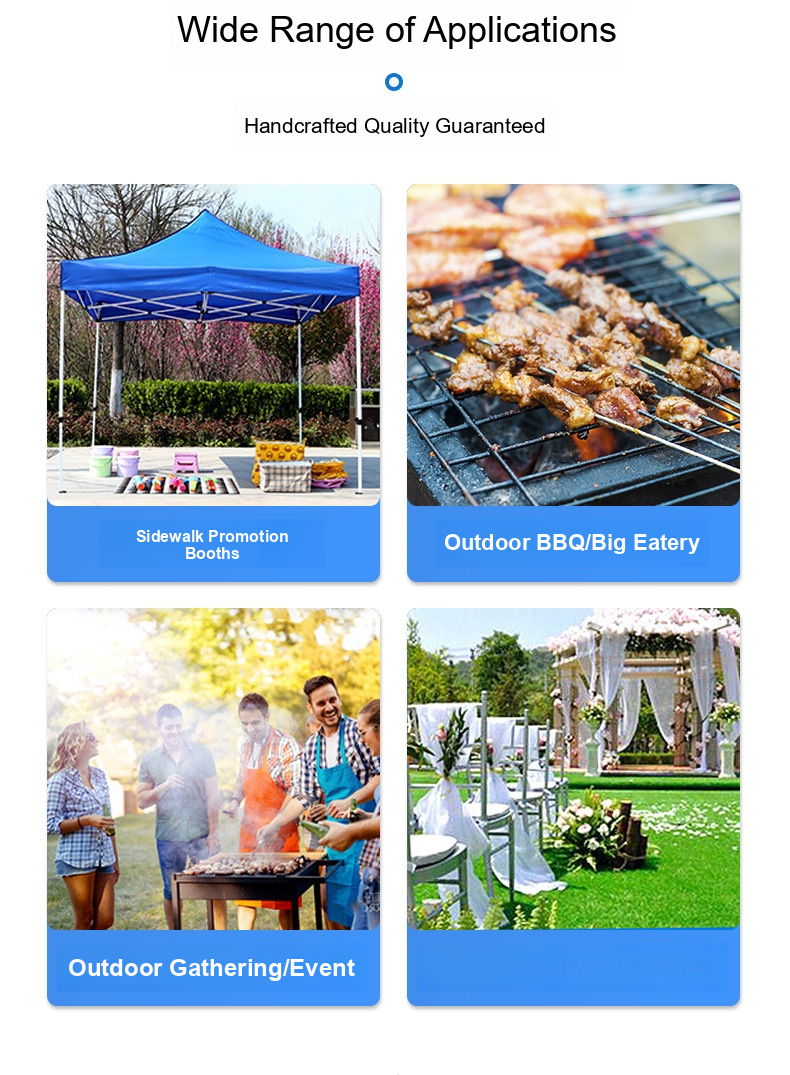 Wide Range of Applications
Handcrafted Quality Guaranteed
Sidewalk Promotion
Booths
Outdoor BBQ/Big Eatery
Outdoor Gathering/Event